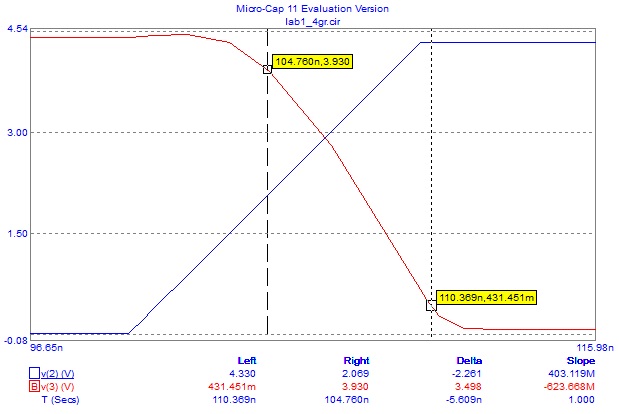 Micro-Cap 11 Evaluation Version
lab1_4gr.cir
4.54
104.760n,3.930
3.00
1.50
110.369n,431.451m
-0.08
96.65n 115.98n
Left Right Delta Slope
v(2) (V) 4.330 2.069 -2.261 403.119M
B v(3) (V) 431.451m 3.930 3.498 -623.668M
T (Secs) 110.369n 104.760n -5.609n 1.000